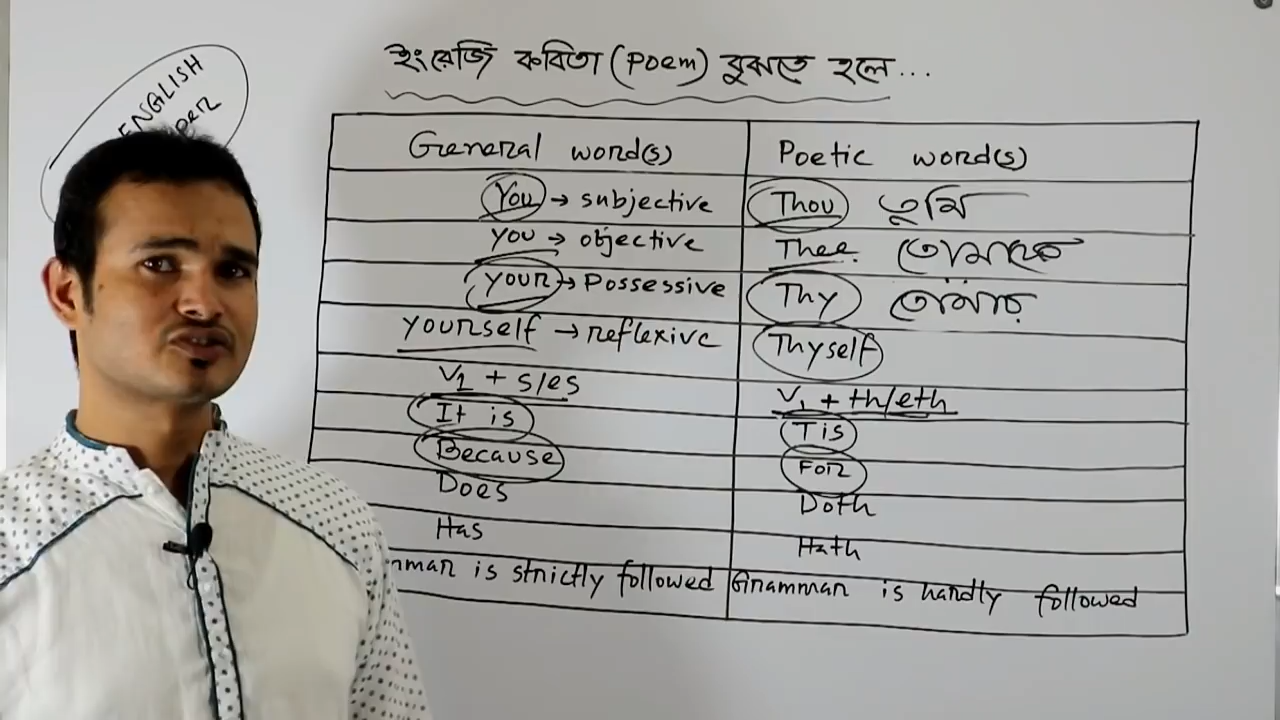 ENGLISH
ইংরেজি কবিতা (Poem) বুঝতে হলে...
General word(s) Poetic word(s)
You → subjective Thou তুমি
you → objective Thee তোমাকে
your → Possessive Thy তোমার
yourself → reflexive Thyself
V1 + s/es V1 + th/eth
It is Tis
Because For
Does Doth
Has Hath
mmar is strictly followed Grammar is hardly followed